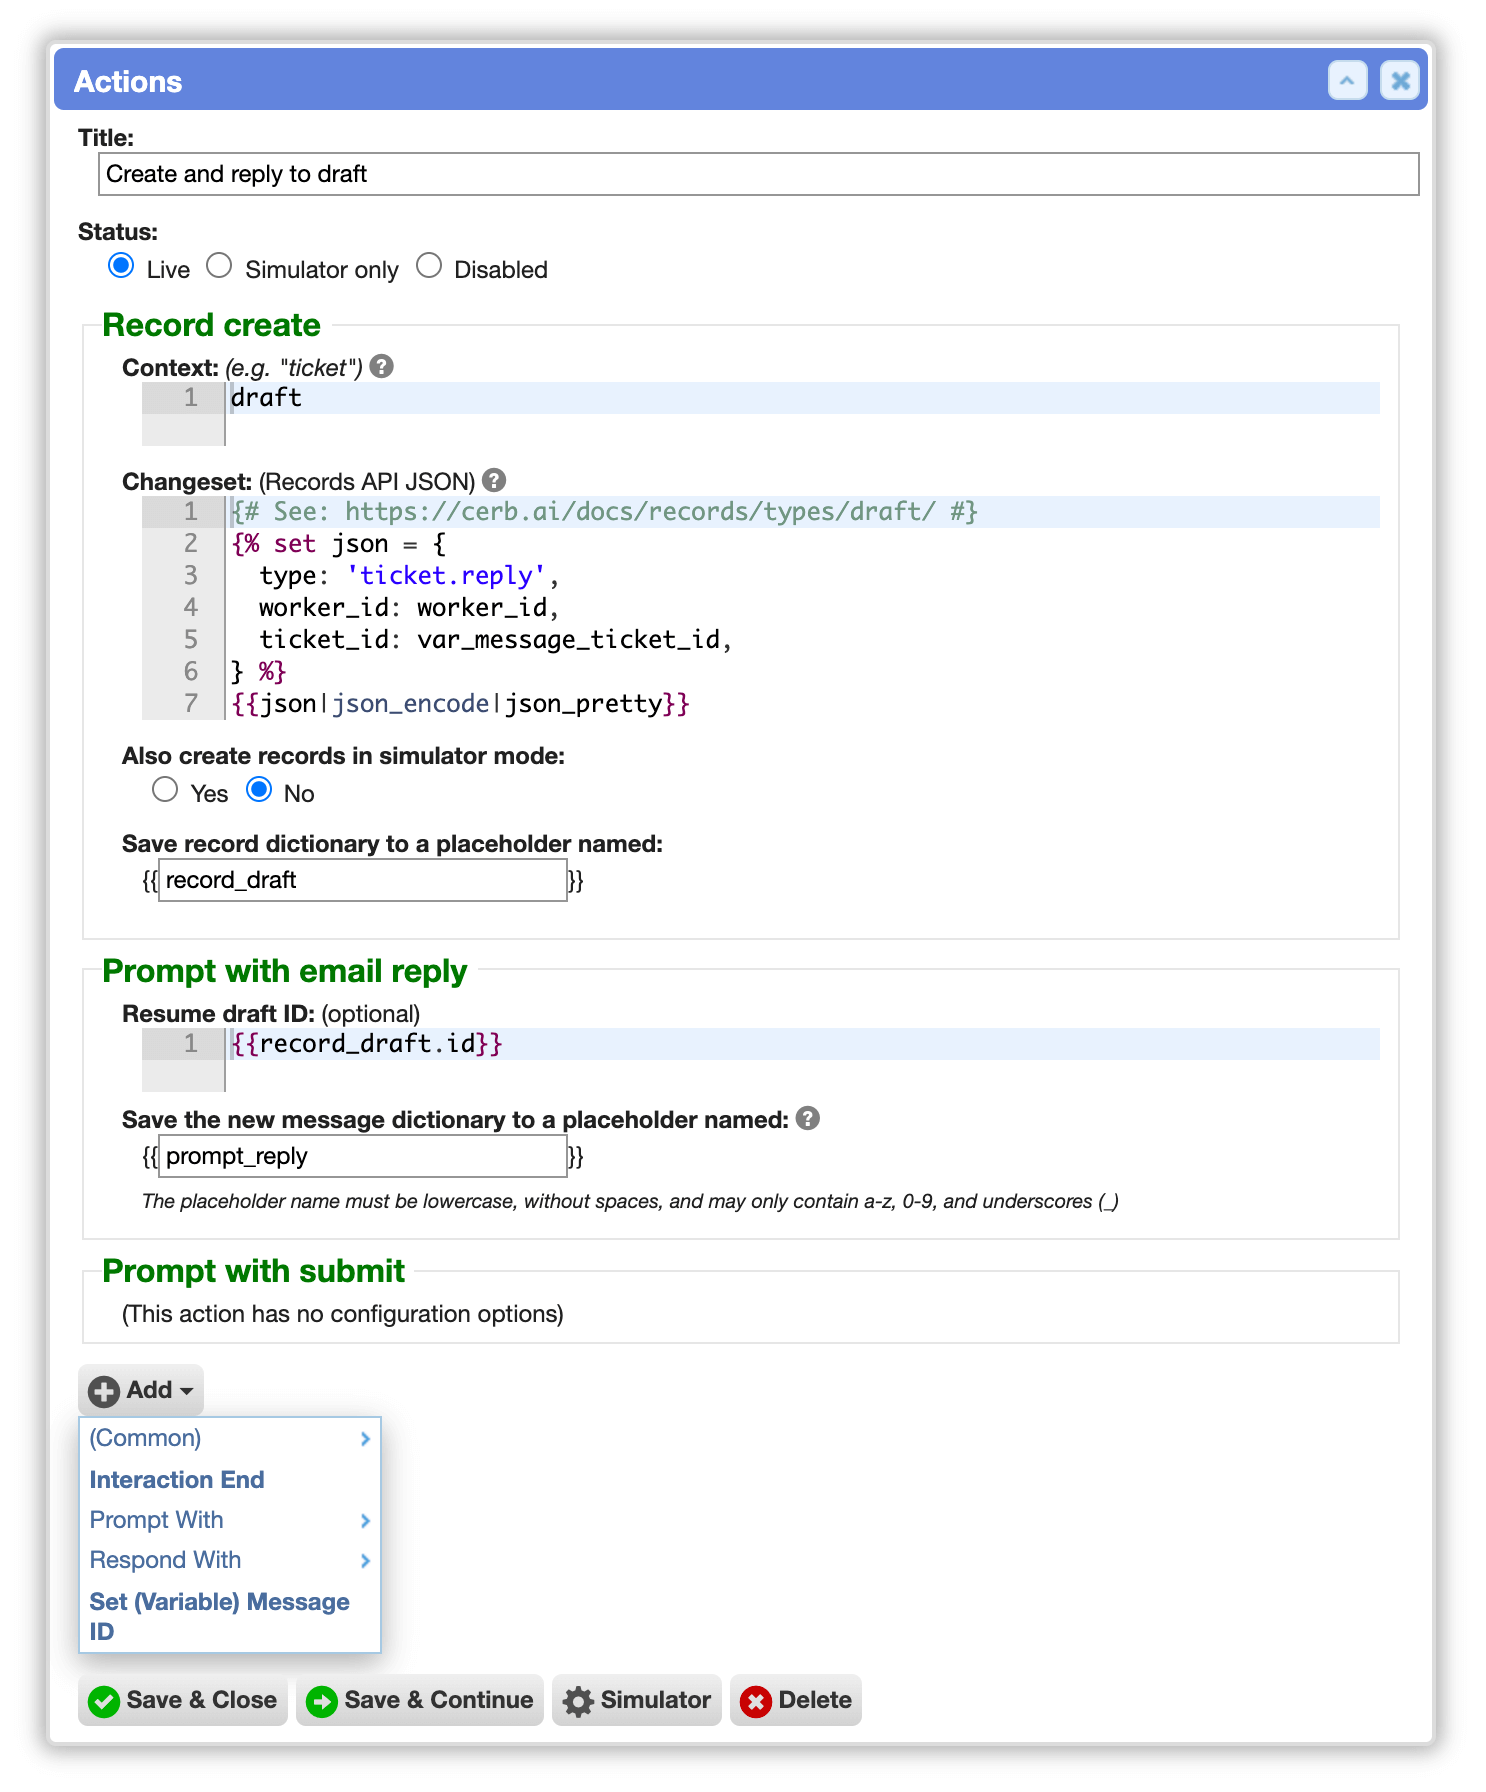 Actions
Title:
Create and reply to draft
Status:
Live Simulator only Disabled
Record create
Context: (e.g. "ticket") ?
1 draft
Changeset: (Records API JSON) ?
1 {# See: https://cerb.ai/docs/records/types/draft/ #}
2 {% set json = {
3   type: 'ticket.reply',
4   worker_id: worker_id,
5   ticket_id: var_message_ticket_id,
6 } %}
7 {{json|json_encode|json_pretty}}
Also create records in simulator mode:
Yes No
Save record dictionary to a placeholder named:
{{record_draft}}
Prompt with email reply
Resume draft ID: (optional)
1 {{record_draft.id}}
Save the new message dictionary to a placeholder named: ?
{{prompt_reply}}
The placeholder name must be lowercase, without spaces, and may only contain a-z, 0-9, and underscores (_)
Prompt with submit
(This action has no configuration options)
Add
(Common)
Interaction End
Prompt With
Respond With
Set (Variable) Message
ID
Save & Close Save & Continue Simulator Delete